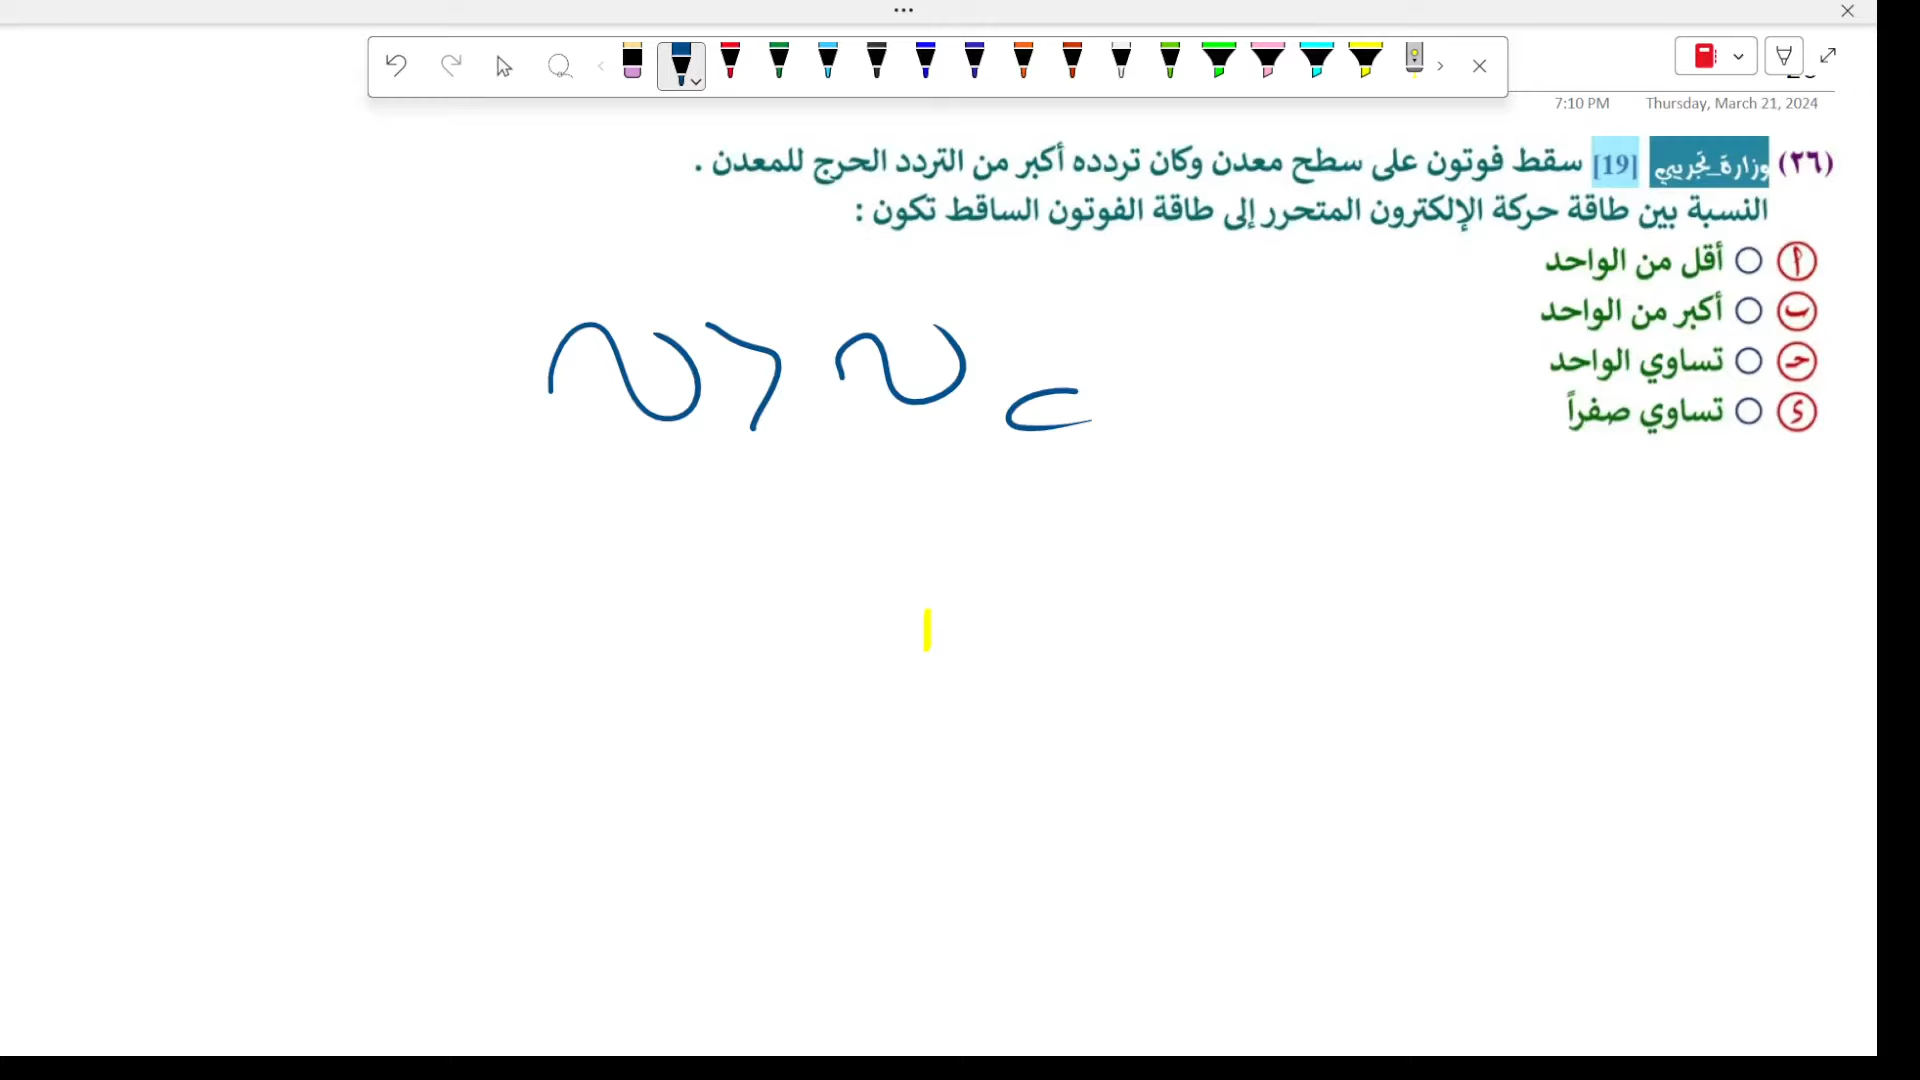 7:10 PM Thursday, March 21, 2024
(٢٦) وزارة_تجريبي [19] سقط فوتون على سطح معدن وكان تردده أكبر من التردد الحرج للمعدن .
النسبة بين طاقة حركة الإلكترون المتحرر إلى طاقة الفوتون الساقط تكون :
أ أقل من الواحد
ب أكبر من الواحد
حـ تساوي الواحد
د تساوي صفراً
ν > ν c